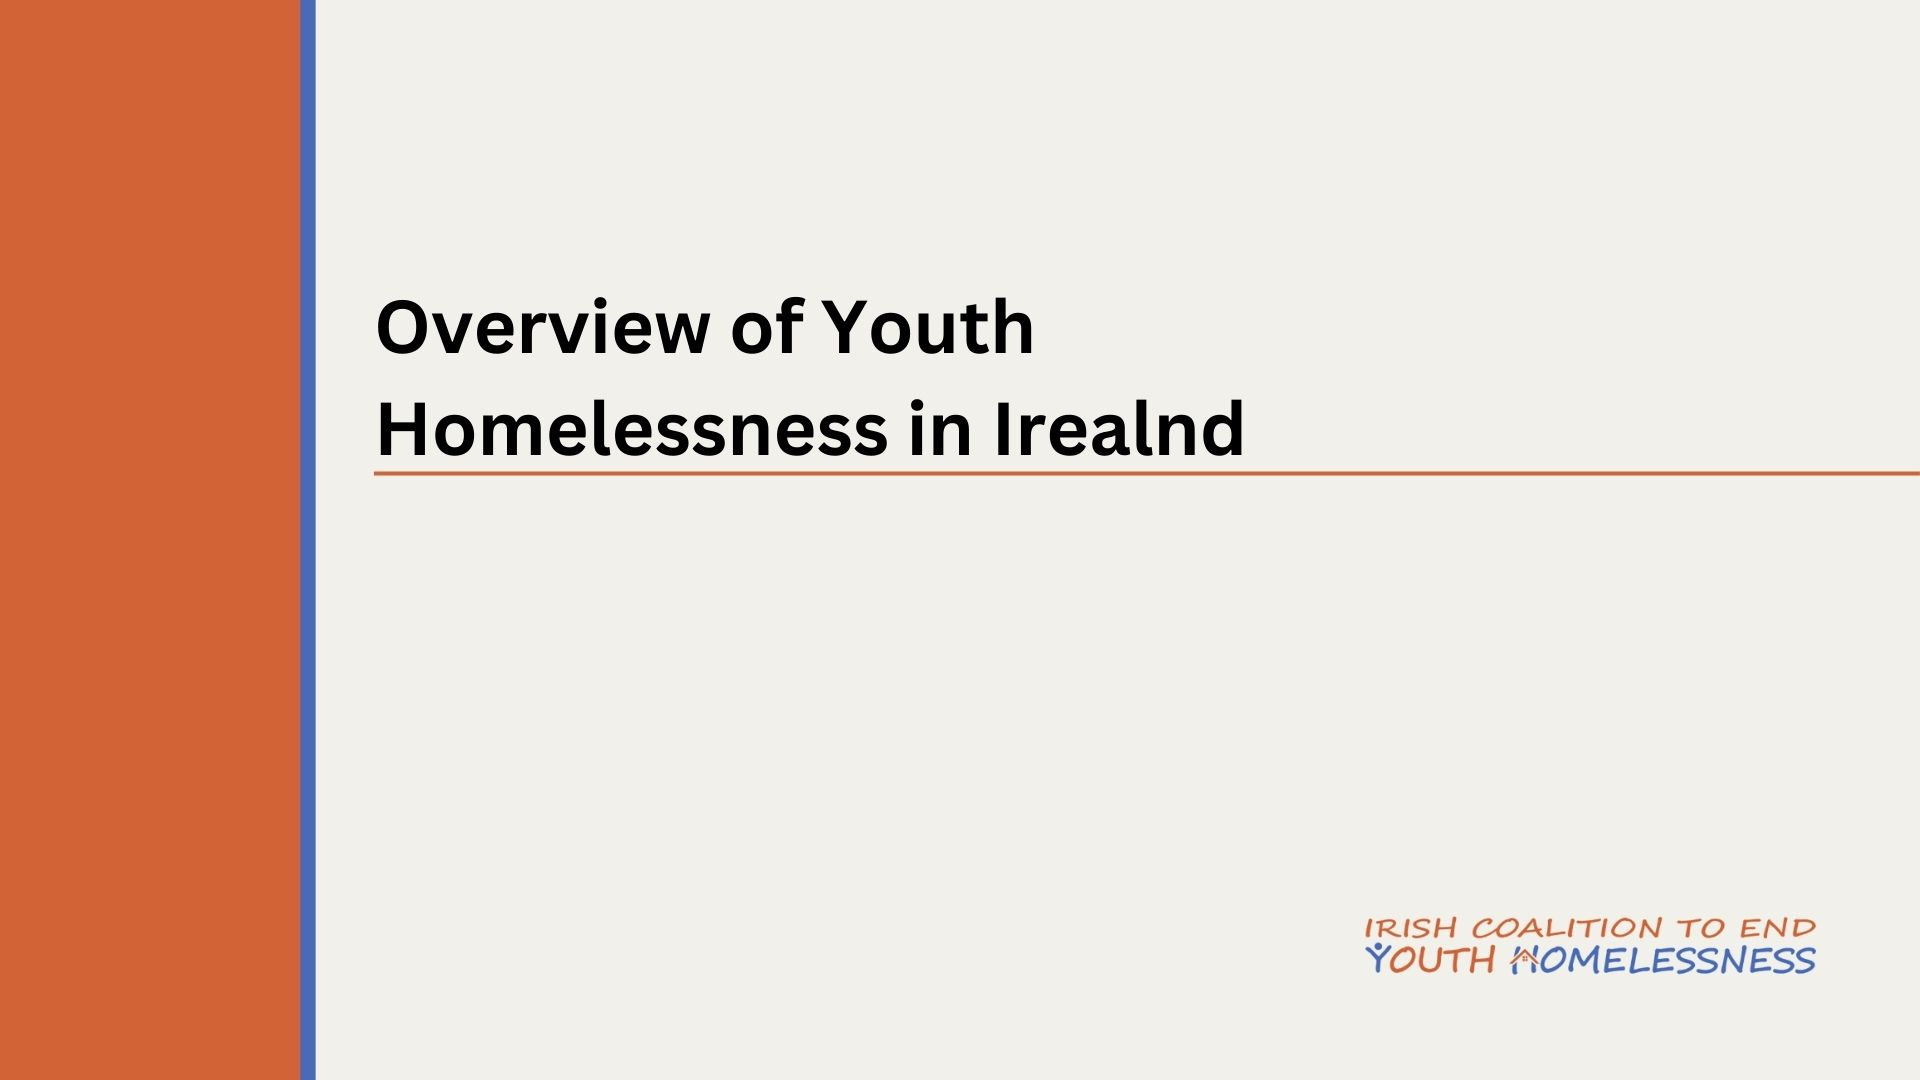 Overview of Youth
Homelessness in Irealnd
IRISH COALITION TO END
YOUTH HOMELESSNESS